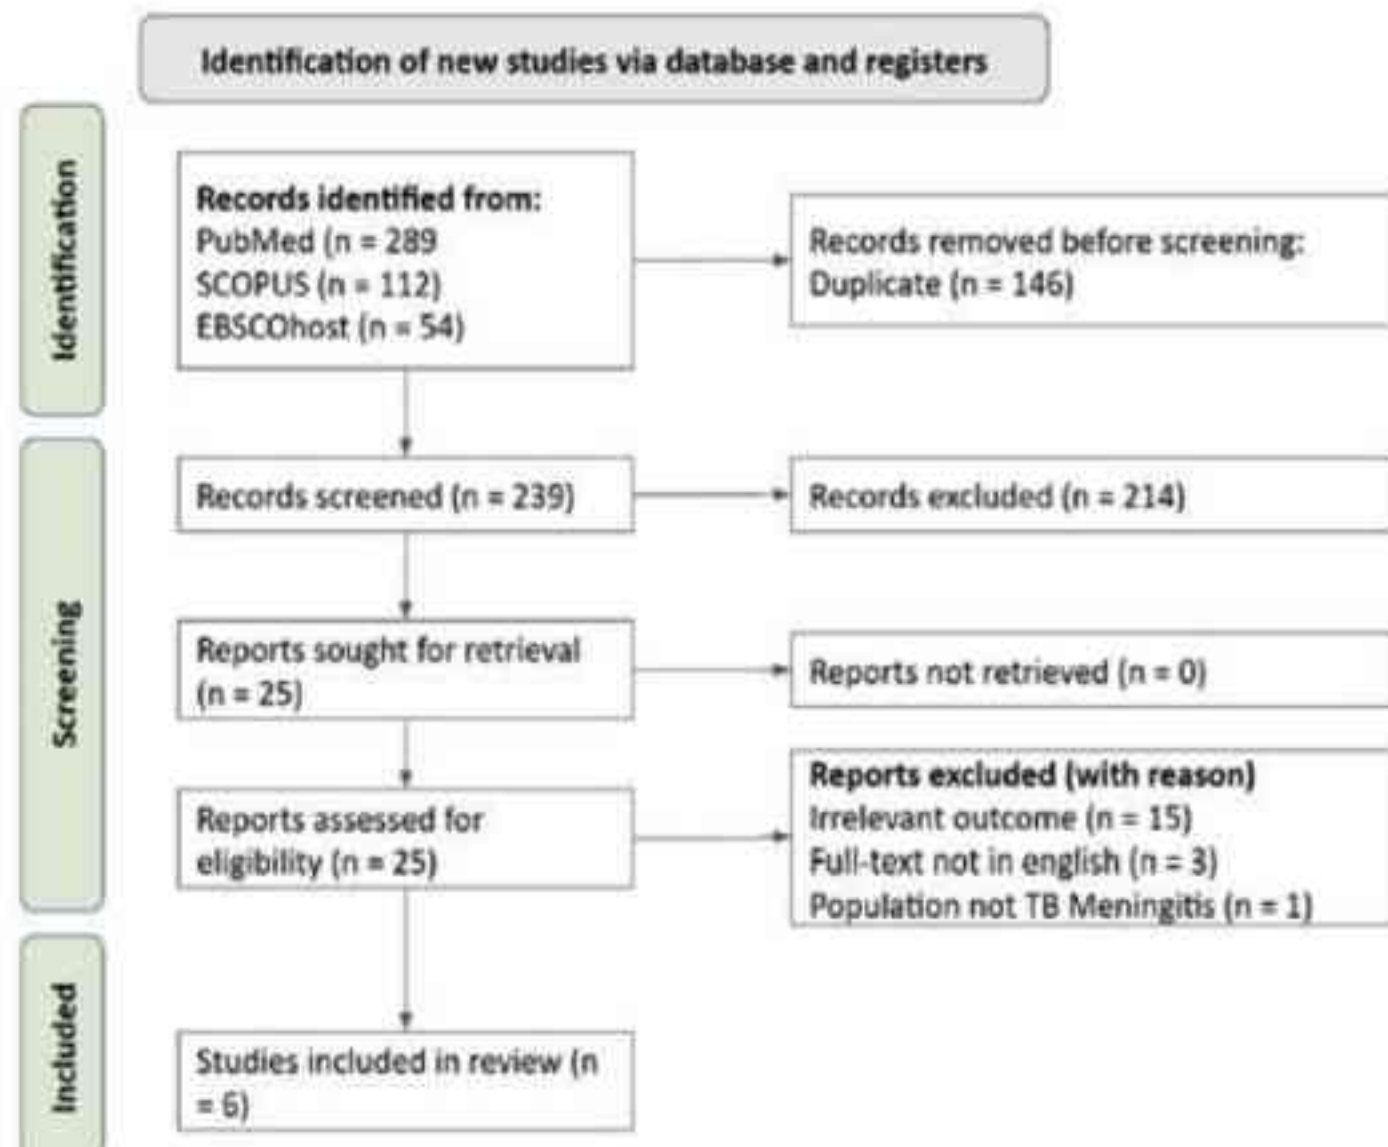 Identification of new studies via database and registers
Identification
Records identified from:
PubMed (n = 289
SCOPUS (n = 112)
EBSCOhost (n = 54)
Records removed before screening:
Duplicate (n = 146)
Screening
Records screened (n = 239)
Records excluded (n = 214)
Reports sought for retrieval
(n = 25)
Reports not retrieved (n = 0)
Reports assessed for
eligibility (n = 25)
Reports excluded (with reason)
Irrelevant outcome (n = 15)
Full-text not in english (n = 3)
Population not TB Meningitis (n = 1)
Included
Studies included in review (n
= 6)